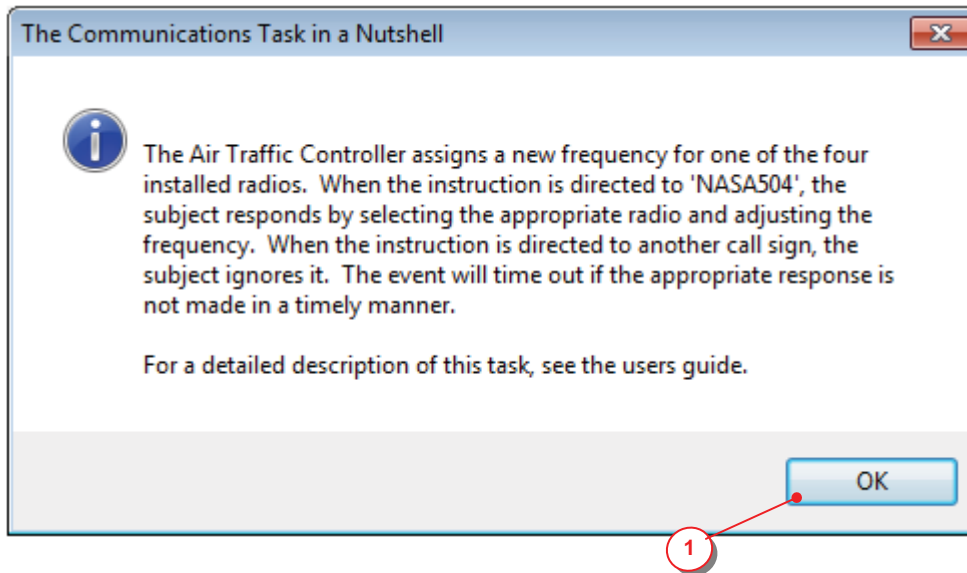 The Communications Task in a Nutshell
The Air Traffic Controller assigns a new frequency for one of the four
installed radios.  When the instruction is directed to 'NASA504', the
subject responds by selecting the appropriate radio and adjusting the
frequency.  When the instruction is directed to another call sign, the
subject ignores it.  The event will time out if the appropriate response is
not made in a timely manner.
For a detailed description of this task, see the users guide.
OK
1